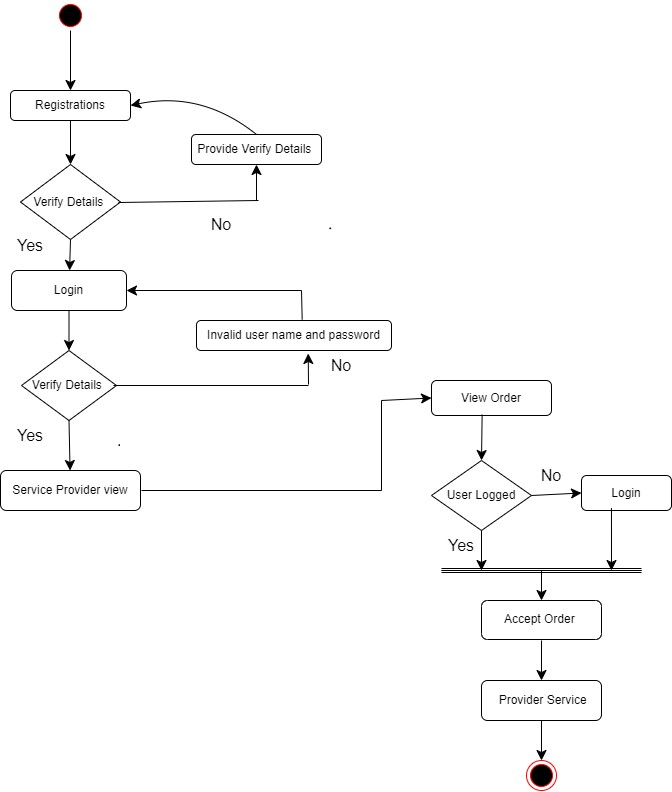 Registrations
Provide Verify Details
Verify Details
No
Yes
Login
Invalid user name and password
No
Verify Details
View Order
Yes
Service Provider view
User Logged
No
Login
Yes
Accept Order
Provider Service